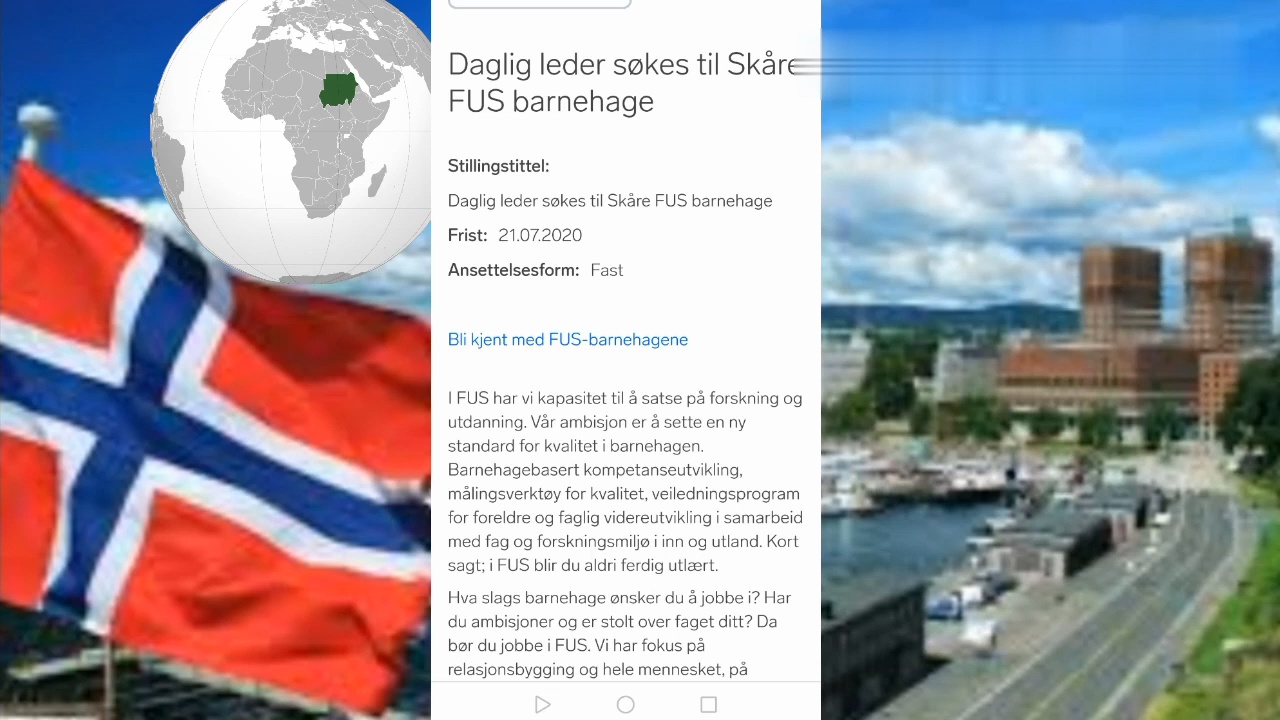 Daglig leder søkes til Skåre
FUS barnehage
Stillingstittel:
Daglig leder søkes til Skåre FUS barnehage
Frist: 21.07.2020
Ansettelsesform: Fast
Bli kjent med FUS-barnehagene
I FUS har vi kapasitet til å satse på forskning og
utdanning. Vår ambisjon er å sette en ny
standard for kvalitet i barnehagen.
Barnehagebasert kompetanseutvikling,
målingsverktøy for kvalitet, veiledningsprogram
for foreldre og faglig videreutvikling i samarbeid
med fag og forskningsmiljø i inn og utland. Kort
sagt; i FUS blir du aldri ferdig utlært.
Hva slags barnehage ønsker du å jobbe i? Har
du ambisjoner og er stolt over faget ditt? Da
bør du jobbe i FUS. Vi har fokus på
relasjonsbygging og hele mennesket, på